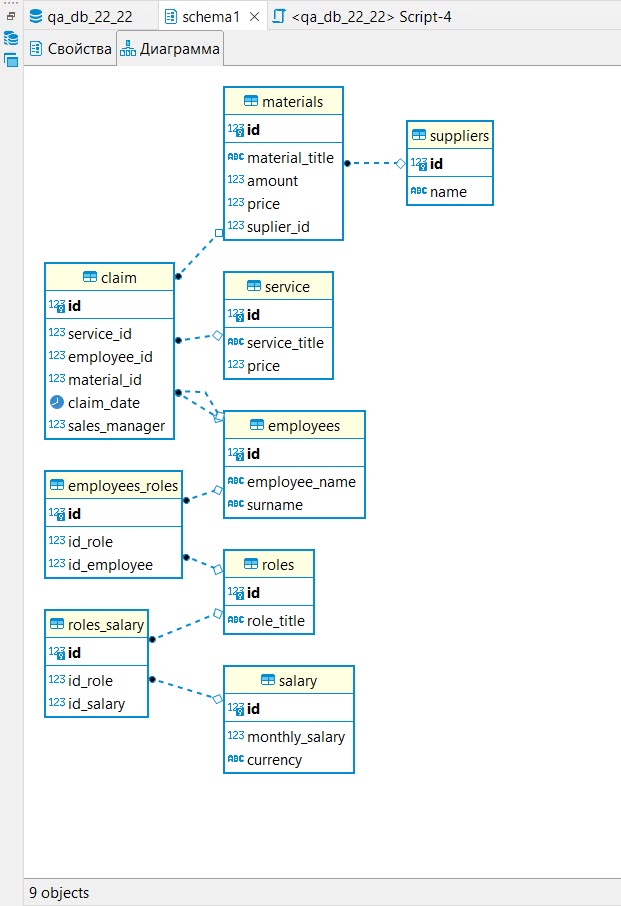 qa_db_22_22 schema1 <qa_db_22_22> Script-4
Свойства Диаграмма
materials
123 id
ABC material_title
123 amount
123 price
123 suplier_id
suppliers
123 id
ABC name
claim
123 id
123 service_id
123 employee_id
123 material_id
claim_date
123 sales_manager
service
123 id
ABC service_title
123 price
employees
123 id
ABC employee_name
ABC surname
employees_roles
123 id
123 id_role
123 id_employee
roles
123 id
ABC role_title
roles_salary
123 id
123 id_role
123 id_salary
salary
123 id
123 monthly_salary
ABC currency
9 objects